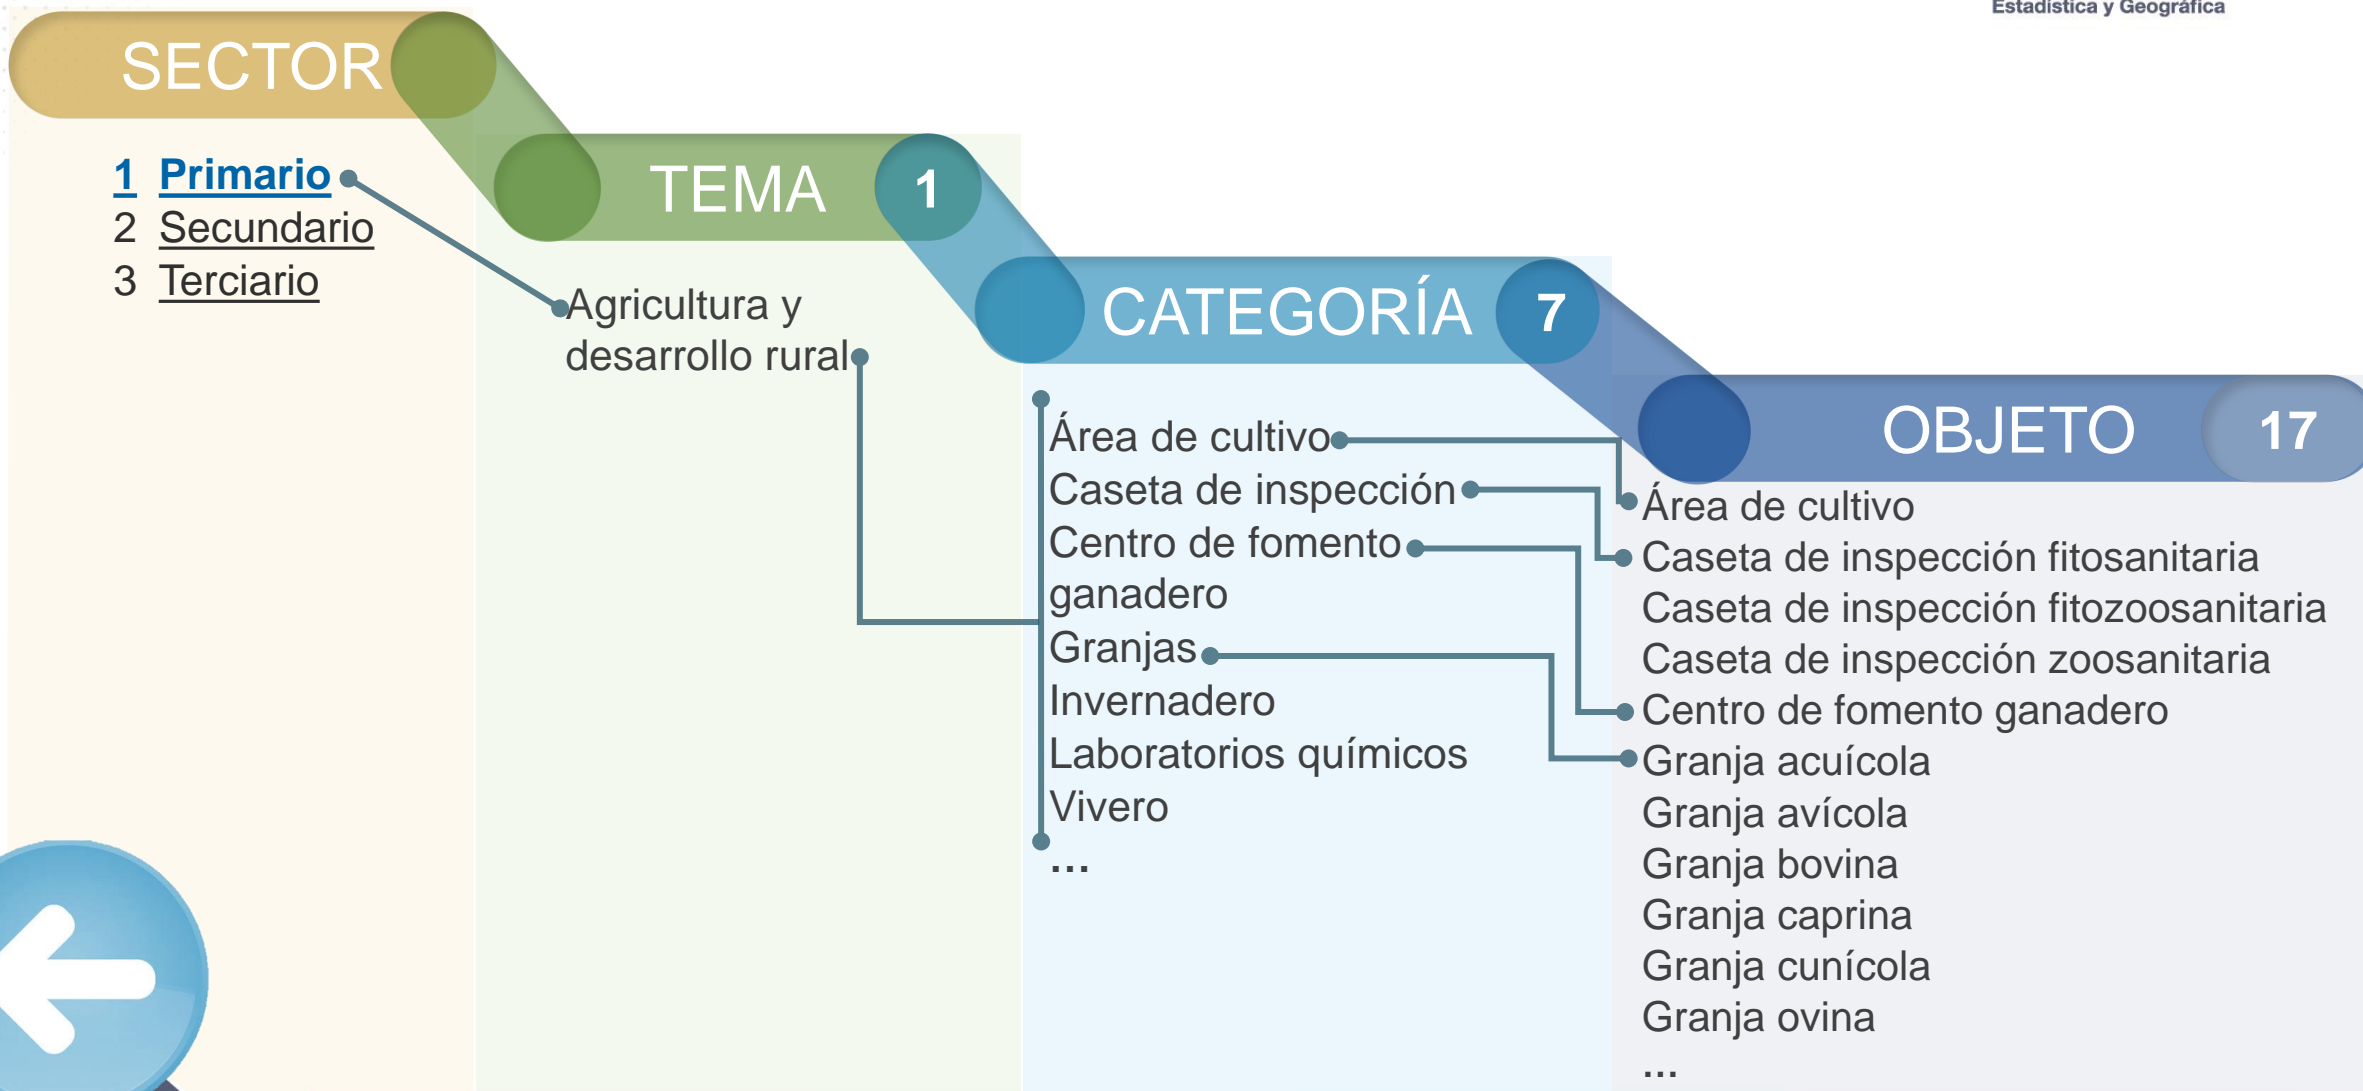 Estadística y Geográfica
SECTOR
1 Primario
2 Secundario
3 Terciario
TEMA 1
Agricultura y
desarrollo rural
CATEGORÍA 7
Área de cultivo
Caseta de inspección
Centro de fomento
ganadero
Granjas
Invernadero
Laboratorios químicos
Vivero
...
OBJETO 17
Área de cultivo
Caseta de inspección fitosanitaria
Caseta de inspección fitozoosanitaria
Caseta de inspección zoosanitaria
Centro de fomento ganadero
Granja acuícola
Granja avícola
Granja bovina
Granja caprina
Granja cunícola
Granja ovina
...